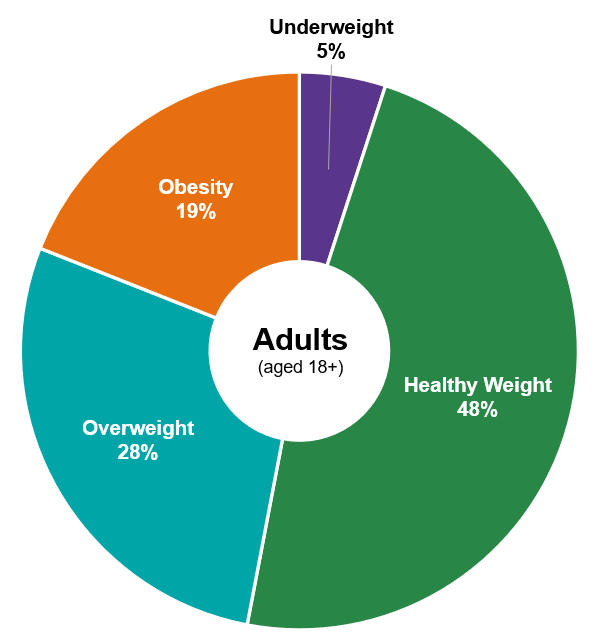 Underweight
5%
Obesity
19%
Adults
(aged 18+)
Healthy Weight
48%
Overweight
28%